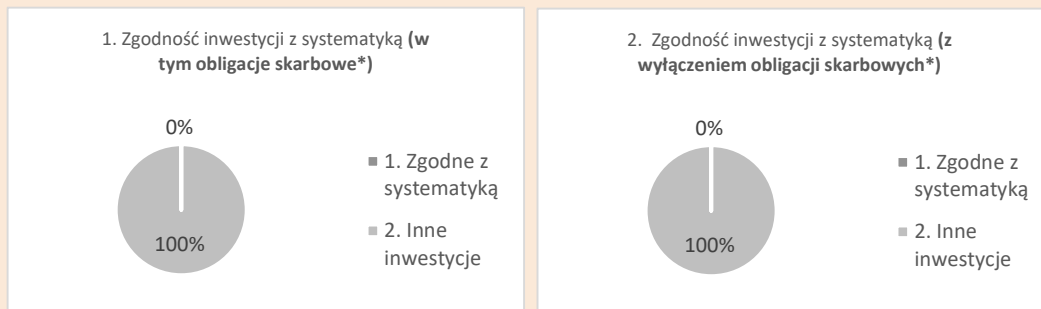 1. Zgodność inwestycji z systematyką (w
tym obligacje skarbowe*)
0%
100%
1. Zgodne z
systematyką
2. Inne
inwestycje
2. Zgodność inwestycji z systematyką (z
wyłączeniem obligacji skarbowych*)
0%
100%
1. Zgodne z
systematyką
2. Inne
inwestycje